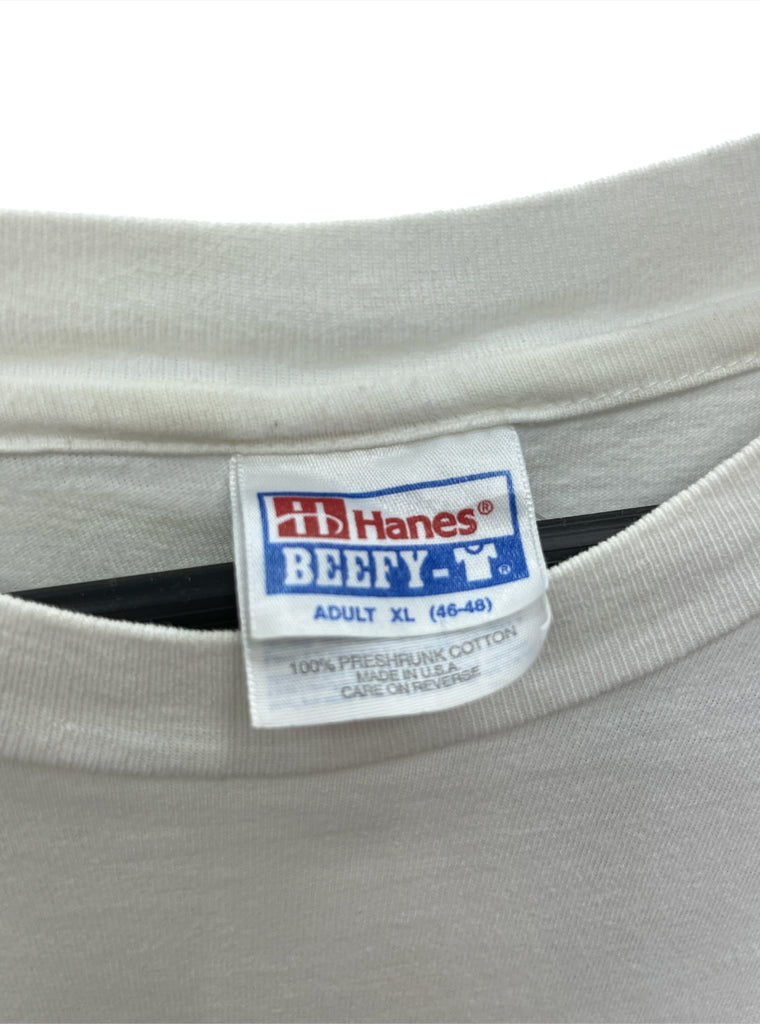 Hanes®
BEEFY-T®
ADULT XL (46-48)
100% PRESHRUNK COTTON
MADE IN U.S.A.
CARE ON REVERSE